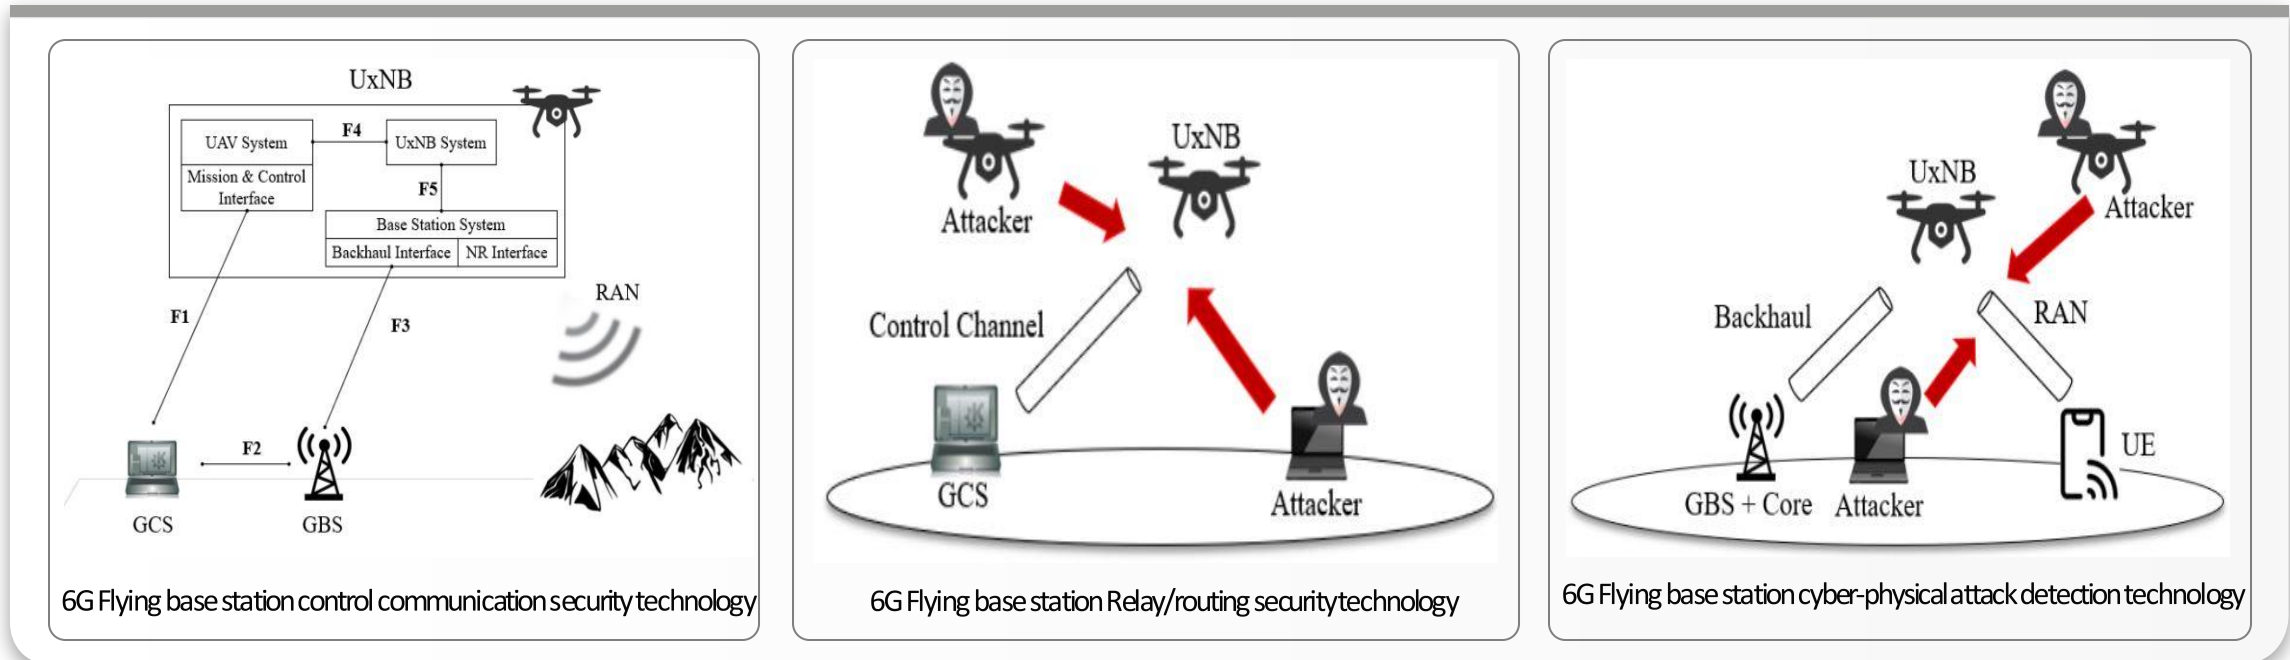 UxNB
UAV System
F4
UxNB System
Mission & Control
Interface
F5
Base Station System
Backhaul Interface
NR Interface
RAN
F1
F3
F2
GCS
GBS
6G Flying base station control communication security technology
UxNB
Attacker
Control Channel
GCS
Attacker
6G Flying base station Relay/routing security technology
UxNB
Attacker
Backhaul
RAN
UE
GBS + Core
Attacker
6G Flying base station cyber-physical attack detection technology